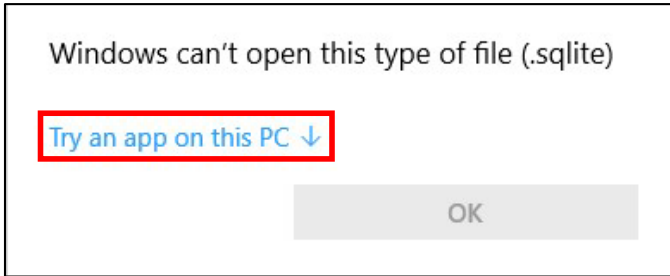 Windows can't open this type of file (.sqlite)
Try an app on this PC ↓
OK